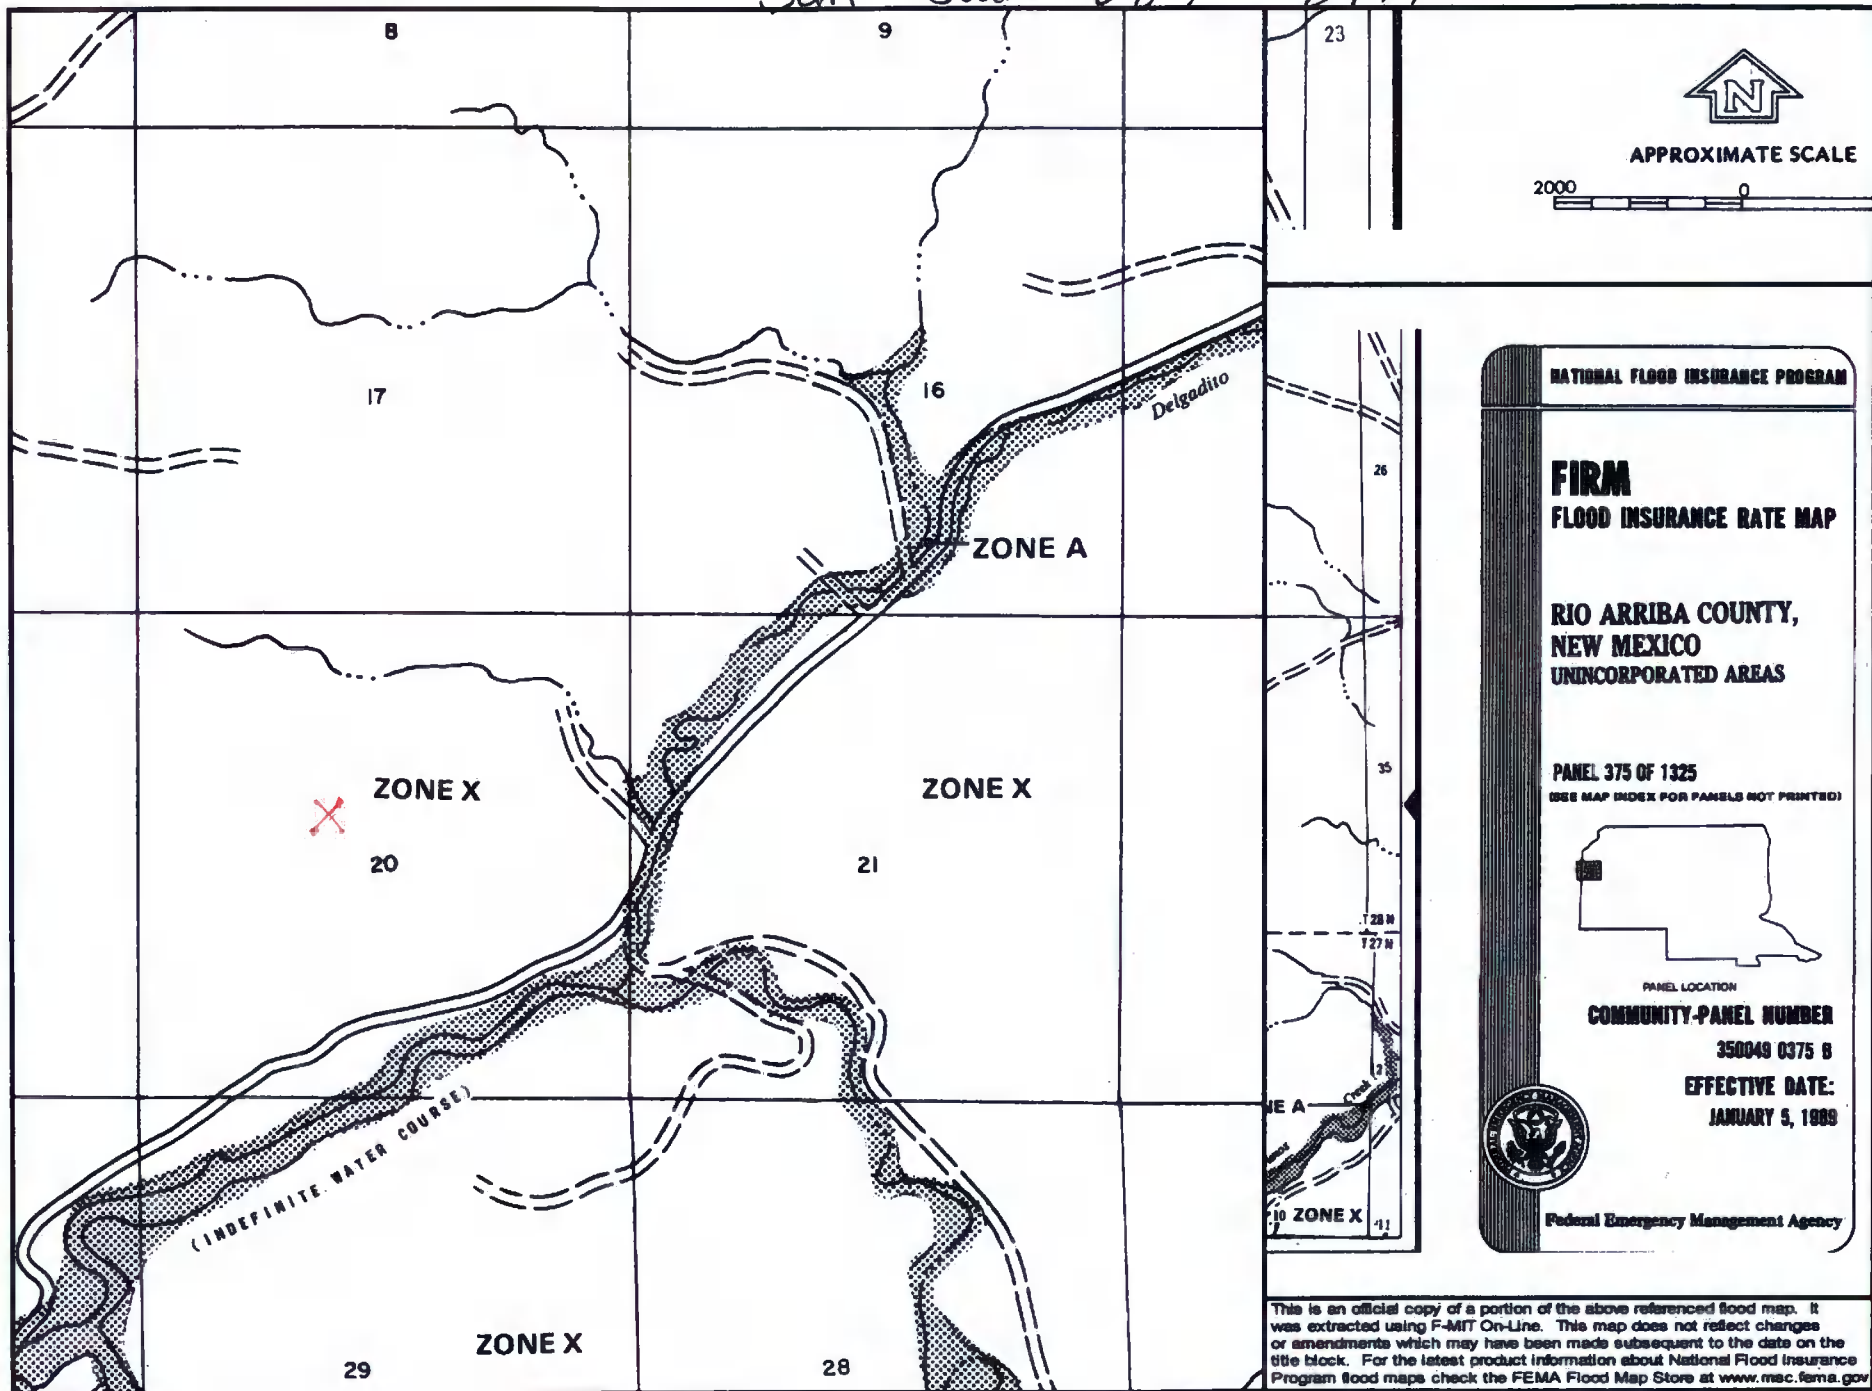 8
9
23
N
APPROXIMATE SCALE
2000 0
17
16
Delgadito
ZONE A
26
ZONE X
ZONE X
20
21
35
T28N
T27N
(INDEFINITE WATER COURSE)
2
Creek
NE A
10 ZONE X 11
ZONE X
29
28
NATIONAL FLOOD INSURANCE PROGRAM
FIRM
FLOOD INSURANCE RATE MAP
RIO ARRIBA COUNTY,
NEW MEXICO
UNINCORPORATED AREAS
PANEL 375 OF 1325
(SEE MAP INDEX FOR PANELS NOT PRINTED)
PANEL LOCATION
COMMUNITY-PANEL NUMBER
350049 0375 B
EFFECTIVE DATE:
JANUARY 5, 1989
Federal Emergency Management Agency
This is an official copy of a portion of the above referenced flood map. It
was extracted using F-MIT On-Line. This map does not reflect changes
or amendments which may have been made subsequent to the date on the
title block. For the latest product information about National Flood Insurance
Program flood maps check the FEMA Flood Map Store at www.msc.fema.gov